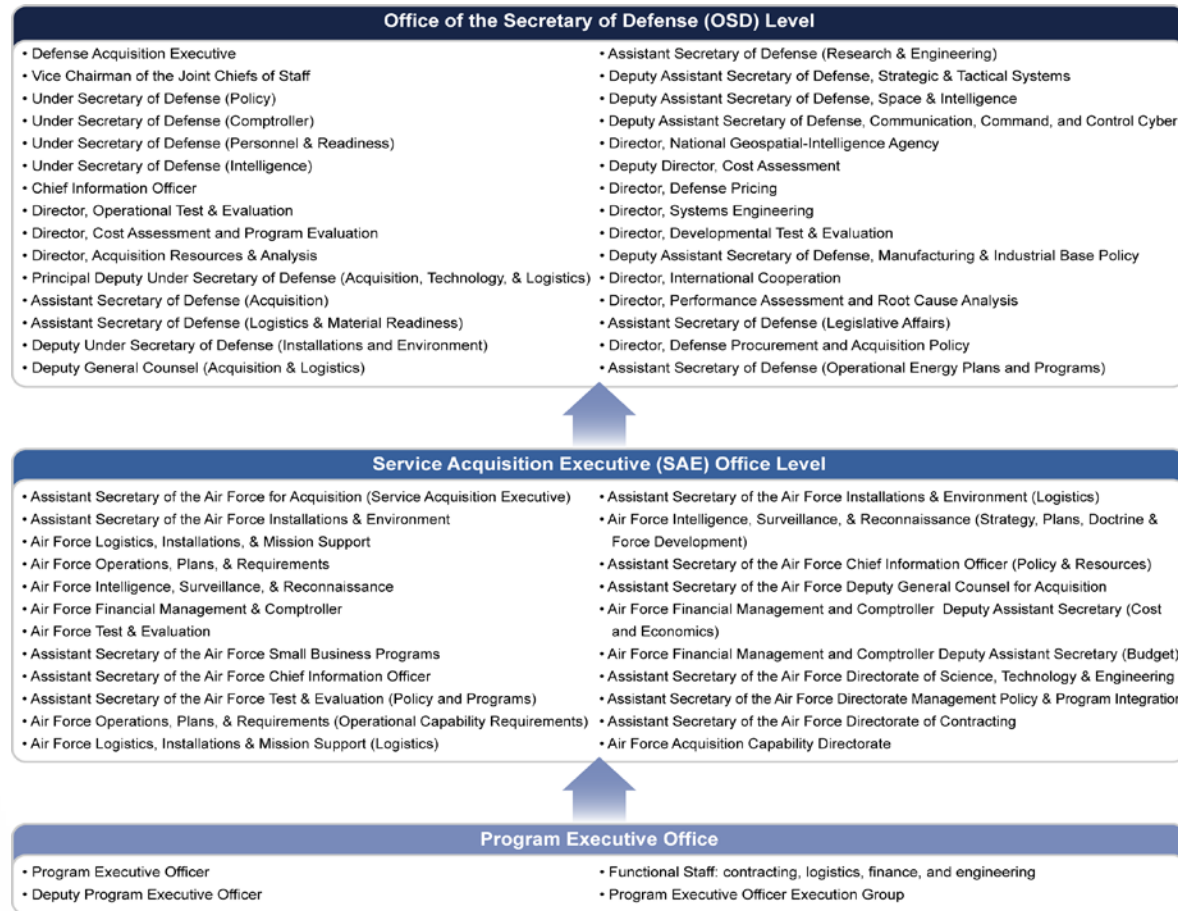 Office of the Secretary of Defense (OSD) Level
• Defense Acquisition Executive
• Vice Chairman of the Joint Chiefs of Staff
• Under Secretary of Defense (Policy)
• Under Secretary of Defense (Comptroller)
• Under Secretary of Defense (Personnel & Readiness)
• Under Secretary of Defense (Intelligence)
• Chief Information Officer
• Director, Operational Test & Evaluation
• Director, Cost Assessment and Program Evaluation
• Director, Acquisition Resources & Analysis
• Principal Deputy Under Secretary of Defense (Acquisition, Technology, & Logistics)
• Assistant Secretary of Defense (Acquisition)
• Assistant Secretary of Defense (Logistics & Material Readiness)
• Deputy Under Secretary of Defense (Installations and Environment)
• Deputy General Counsel (Acquisition & Logistics)
• Assistant Secretary of Defense (Research & Engineering)
• Deputy Assistant Secretary of Defense, Strategic & Tactical Systems
• Deputy Assistant Secretary of Defense, Space & Intelligence
• Deputy Assistant Secretary of Defense, Communication, Command, and Control Cyber
• Director, National Geospatial-Intelligence Agency
• Deputy Director, Cost Assessment
• Director, Defense Pricing
• Director, Systems Engineering
• Director, Developmental Test & Evaluation
• Deputy Assistant Secretary of Defense, Manufacturing & Industrial Base Policy
• Director, International Cooperation
• Director, Performance Assessment and Root Cause Analysis
• Assistant Secretary of Defense (Legislative Affairs)
• Director, Defense Procurement and Acquisition Policy
• Assistant Secretary of Defense (Operational Energy Plans and Programs)
Service Acquisition Executive (SAE) Office Level
• Assistant Secretary of the Air Force for Acquisition (Service Acquisition Executive)
• Assistant Secretary of the Air Force Installations & Environment
• Air Force Logistics, Installations, & Mission Support
• Air Force Operations, Plans, & Requirements
• Air Force Intelligence, Surveillance, & Reconnaissance
• Air Force Financial Management & Comptroller
• Air Force Test & Evaluation
• Assistant Secretary of the Air Force Small Business Programs
• Assistant Secretary of the Air Force Chief Information Officer
• Assistant Secretary of the Air Force Test & Evaluation (Policy and Programs)
• Air Force Operations, Plans, & Requirements (Operational Capability Requirements)
• Air Force Logistics, Installations & Mission Support (Logistics)
• Assistant Secretary of the Air Force Installations & Environment (Logistics)
• Air Force Intelligence, Surveillance, & Reconnaissance (Strategy, Plans, Doctrine &
Force Development)
• Assistant Secretary of the Air Force Chief Information Officer (Policy & Resources)
• Assistant Secretary of the Air Force Deputy General Counsel for Acquisition
• Air Force Financial Management and Comptroller Deputy Assistant Secretary (Cost
and Economics)
• Air Force Financial Management and Comptroller Deputy Assistant Secretary (Budget)
• Assistant Secretary of the Air Force Directorate of Science, Technology & Engineering
• Assistant Secretary of the Air Force Directorate Management Policy & Program Integration
• Assistant Secretary of the Air Force Directorate of Contracting
• Air Force Acquisition Capability Directorate
Program Executive Office
• Program Executive Officer
• Deputy Program Executive Officer
• Functional Staff: contracting, logistics, finance, and engineering
• Program Executive Officer Execution Group